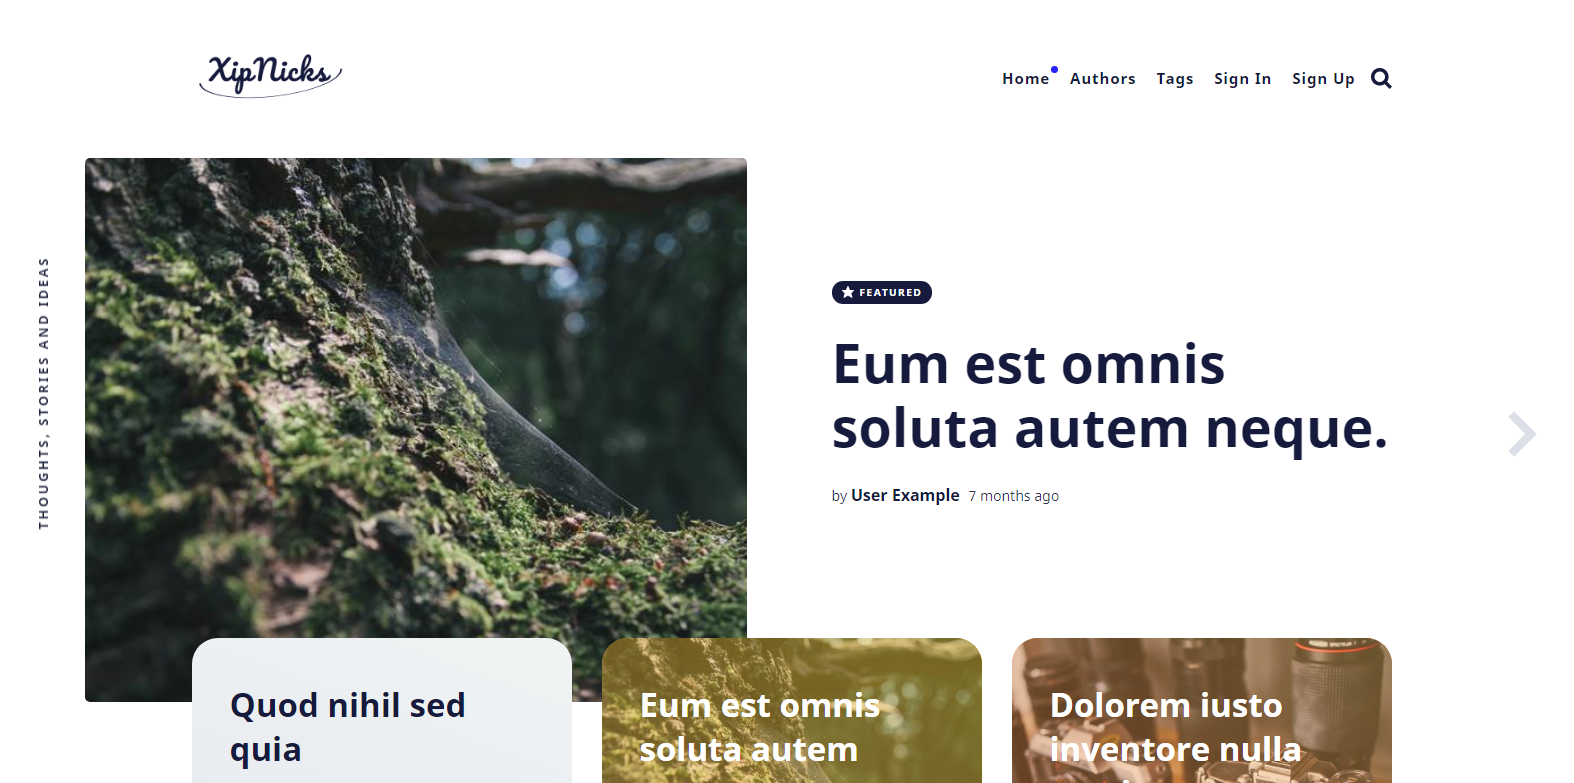 XipNicks
Home
Authors
Tags
Sign In
Sign Up
THOUGHTS, STORIES AND IDEAS
FEATURED
Eum est omnis
soluta autem neque.
by User Example 7 months ago
Quod nihil sed
quia
Eum est omnis
soluta autem
Dolorem iusto
inventore nulla